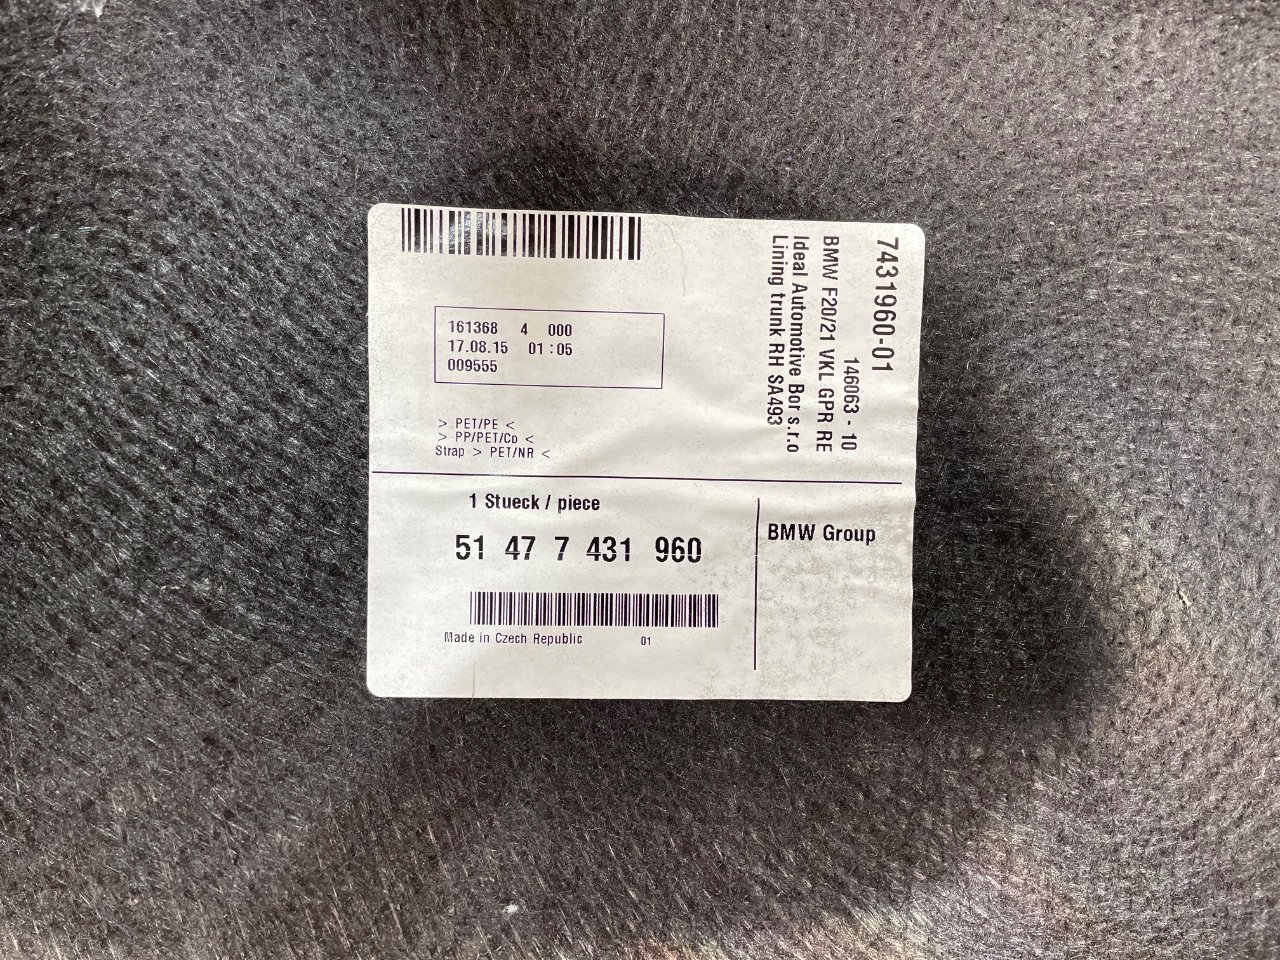 161368 4 000
17.08.15 01:05
009555
> PET/PE <
> PP/PET/Co <
Strap > PET/NR <
7431960-01
146063 - 10
BMW F20/21 VKL GPR RE
Ideal Automotive Bor s.r.o
Lining trunk RH SA493
1 Stueck / piece
51 47 7 431 960
Made in Czech Republic 01
BMW Group